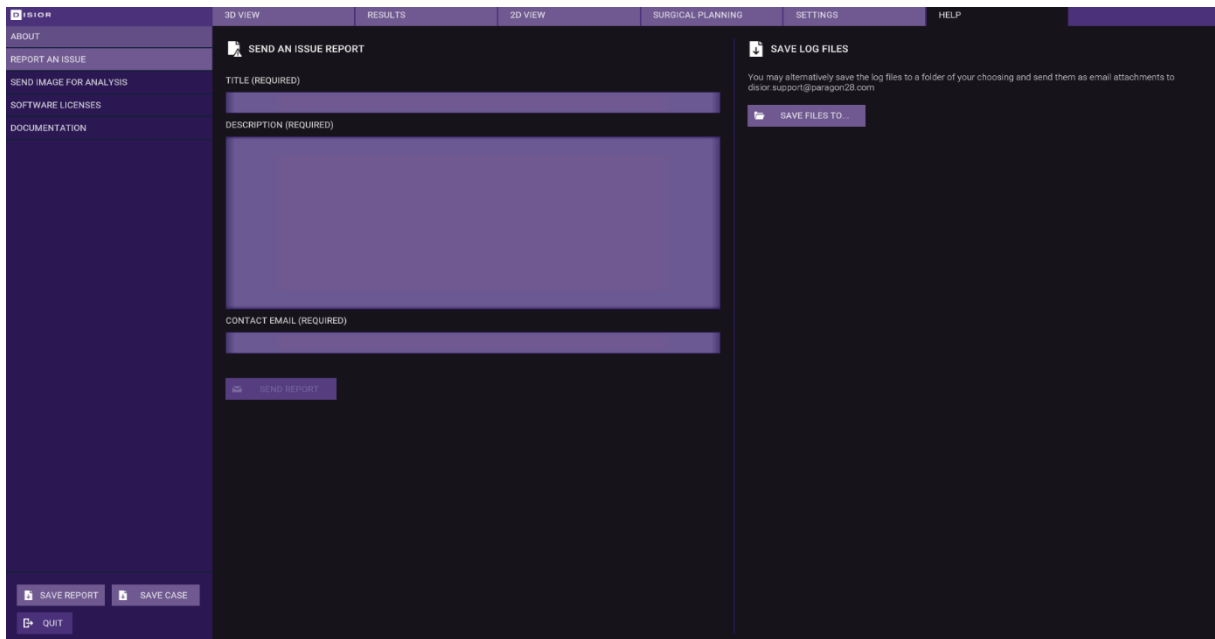 DISIOR
3D VIEW
RESULTS
2D VIEW
SURGICAL PLANNING
SETTINGS
HELP
ABOUT
REPORT AN ISSUE
SEND IMAGE FOR ANALYSIS
SOFTWARE LICENSES
DOCUMENTATION
SEND AN ISSUE REPORT
TITLE (REQUIRED)
DESCRIPTION (REQUIRED)
CONTACT EMAIL (REQUIRED)
SEND REPORT
SAVE LOG FILES
You may alternatively save the log files to a folder of your choosing and send them as email attachments to
disior.support@paragon28.com
SAVE FILES TO...
SAVE REPORT
SAVE CASE
QUIT